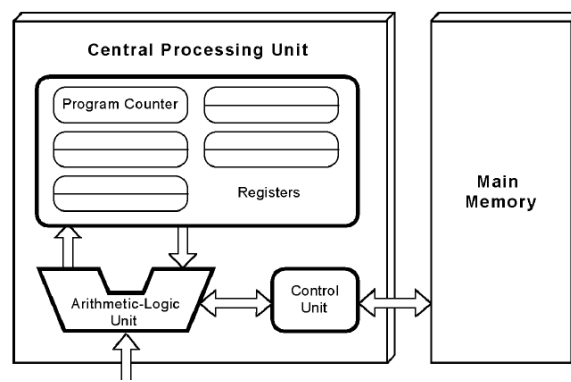 Central Processing Unit
Program Counter
Registers
Arithmetic-Logic
Unit
Control
Unit
Main
Memory